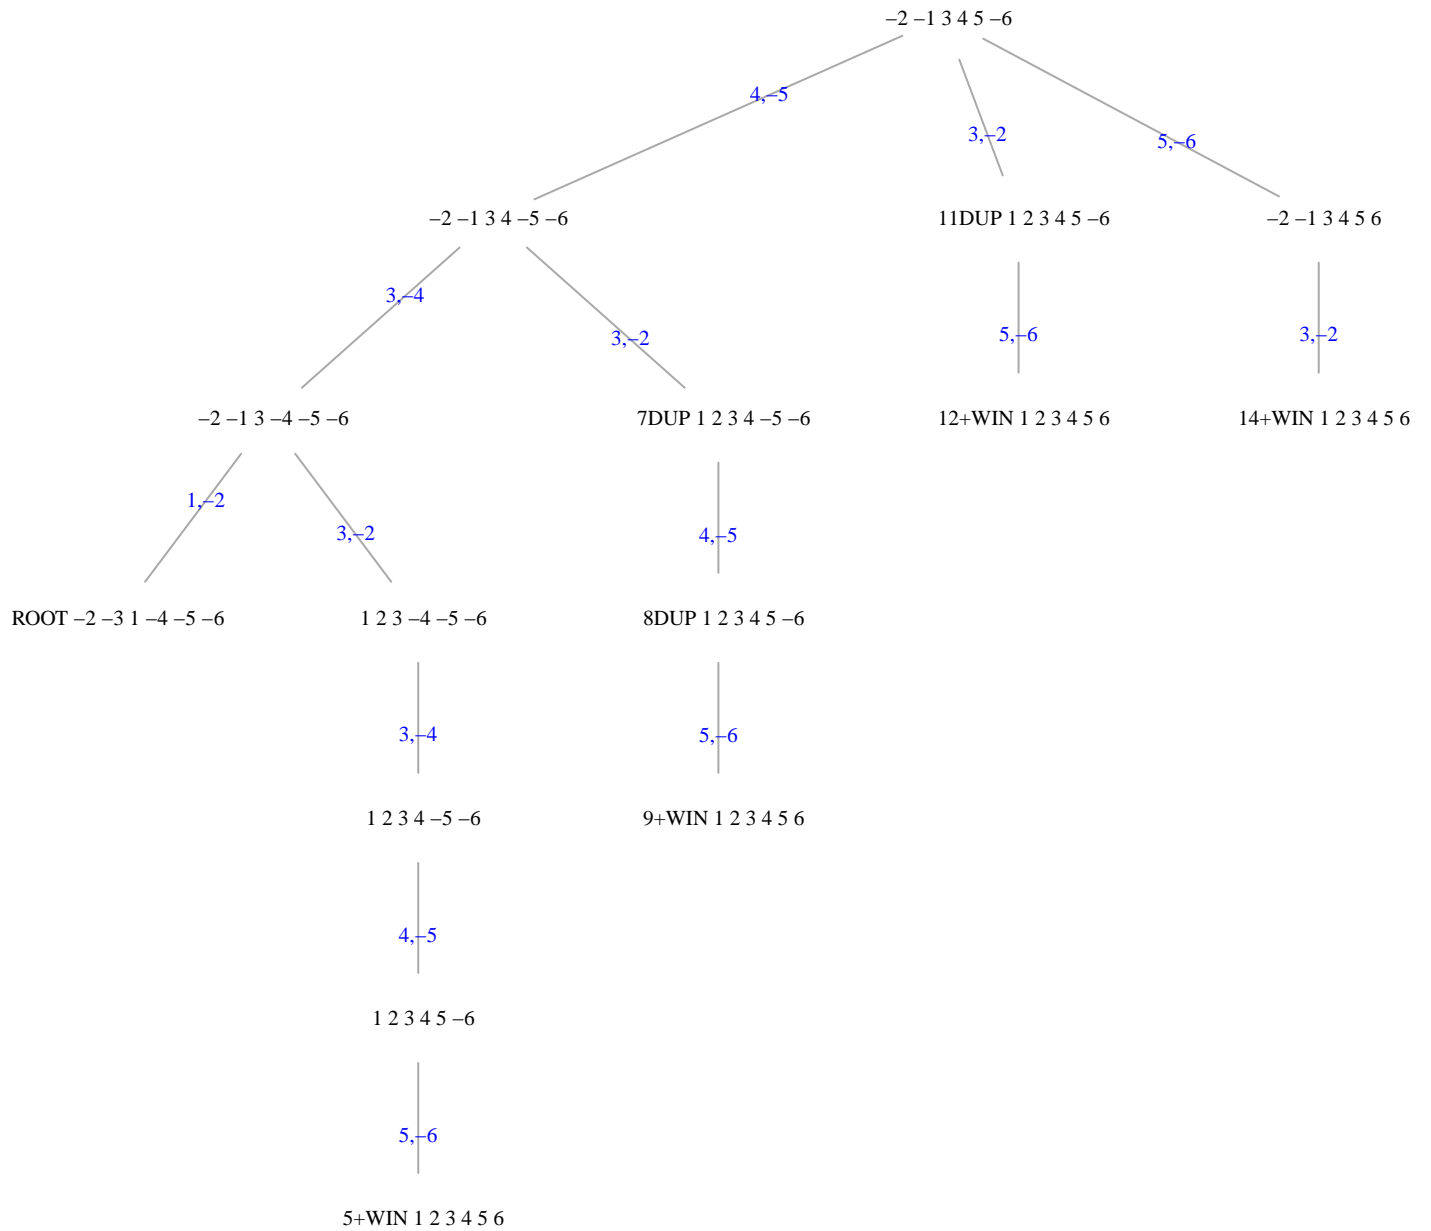 –2 –1 3 4 5 –6
4,–5
3,–2
5,–6
–2 –1 3 4 –5 –6
11DUP 1 2 3 4 5 –6
–2 –1 3 4 5 6
3,–4
3,–2
5,–6
3,–2
–2 –1 3 –4 –5 –6
7DUP 1 2 3 4 –5 –6
12+WIN 1 2 3 4 5 6
14+WIN 1 2 3 4 5 6
1,–2
3,–2
4,–5
ROOT –2 –3 1 –4 –5 –6
1 2 3 –4 –5 –6
8DUP 1 2 3 4 5 –6
3,–4
5,–6
1 2 3 4 –5 –6
9+WIN 1 2 3 4 5 6
4,–5
1 2 3 4 5 –6
5,–6
5+WIN 1 2 3 4 5 6